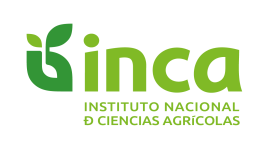 inca
INSTITUTO NACIONAL
Ð CIENCIAS AGRÍCOLAS